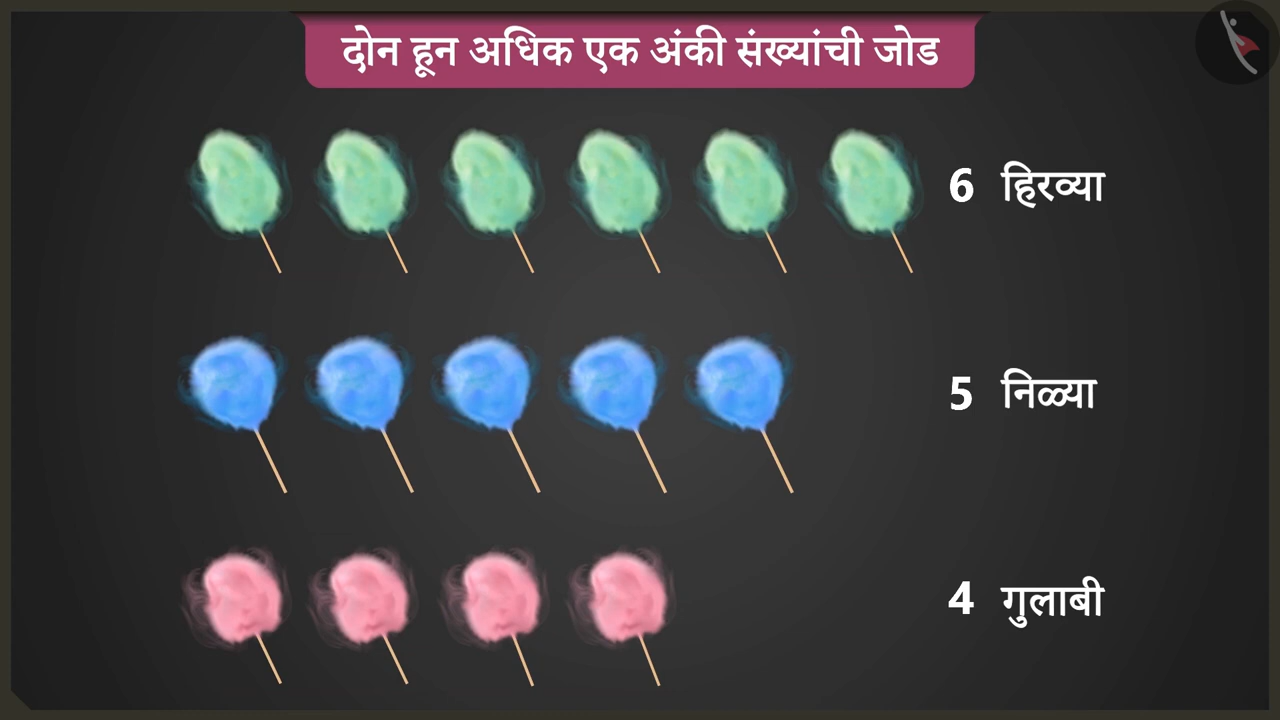 दोन हून अधिक एक अंकी संख्यांची जोड
6 हिरव्या
5 निळ्या
4 गुलाबी